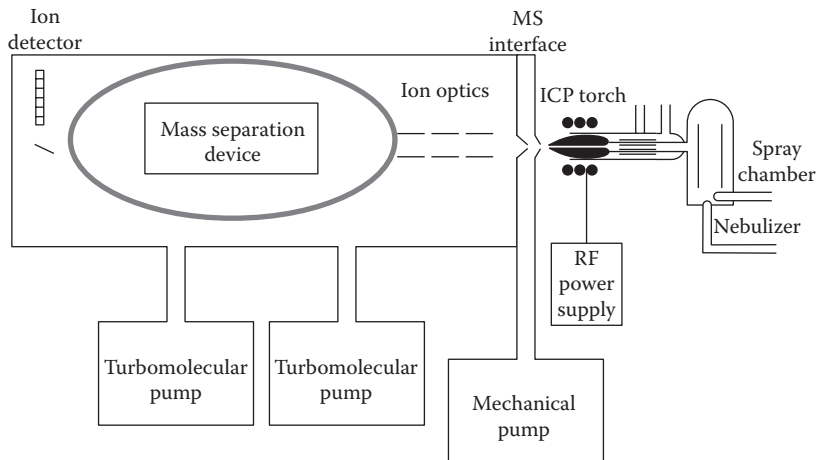 Ion
detector
MS
interface
Ion optics
ICP torch
Mass separation
device
Spray
chamber
Nebulizer
RF
power
supply
Turbomolecular
pump
Turbomolecular
pump
Mechanical
pump